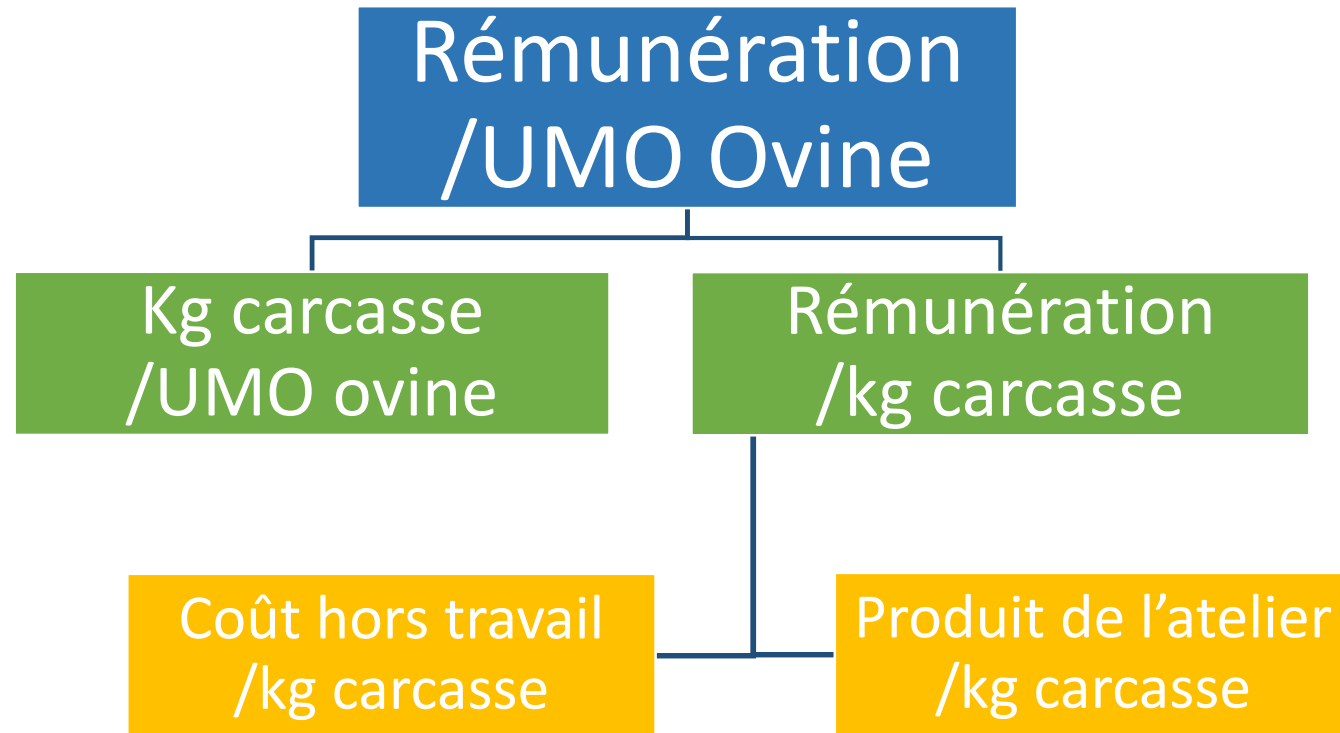 Rémunération
/UMO Ovine
Kg carcasse
/UMO ovine
Rémunération
/kg carcasse
Coût hors travail
/kg carcasse
Produit de l’atelier
/kg carcasse